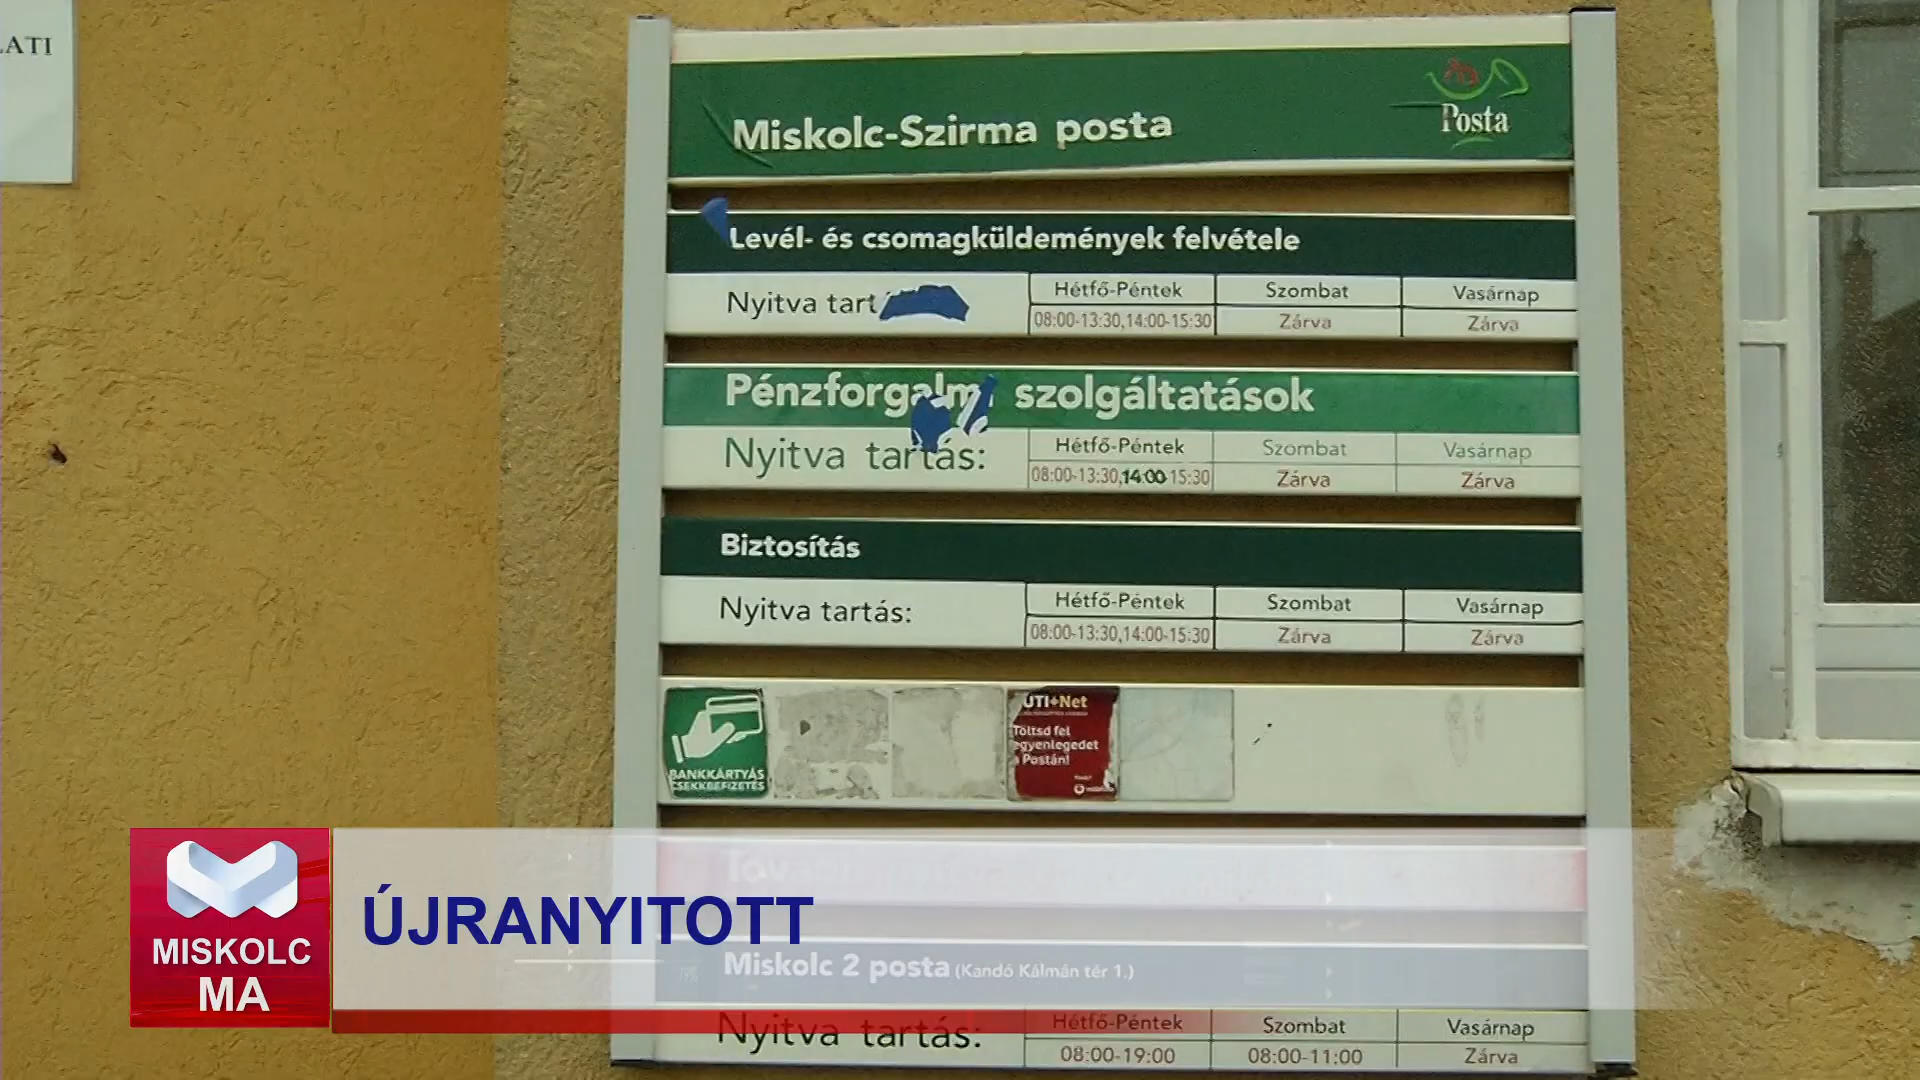 LATI
Posta
Miskolc-Szirma posta
Levél- és csomagküldemények felvétele
Nyitva tart
Hétfő-Péntek
Szombat
Vasárnap
08:00-13:30,14:00-15:30
Zárva
Zárva
Pénzforgalmi szolgáltatások
Nyitva tartás:
Hétfő-Péntek
Szombat
Vasárnap
08:00-13:30,14:00-15:30
Zárva
Zárva
Biztosítás
Nyitva tartás:
Hétfő-Péntek
Szombat
Vasárnap
08:00-13:30,14:00-15:30
Zárva
Zárva
BANKKÁRTYÁS
CSEKKBEFIZETÉS
UTI+Net
Töltsd fel
egyenlegedet
a Postán!
MISKOLC
MA
ÚJRANYITOTT
Miskolc 2 posta (Kandó Kálmán tér 1.)
Nyitva tartás:
Hétfő-Péntek
Szombat
Vasárnap
08:00-19:00
08:00-11:00
Zárva